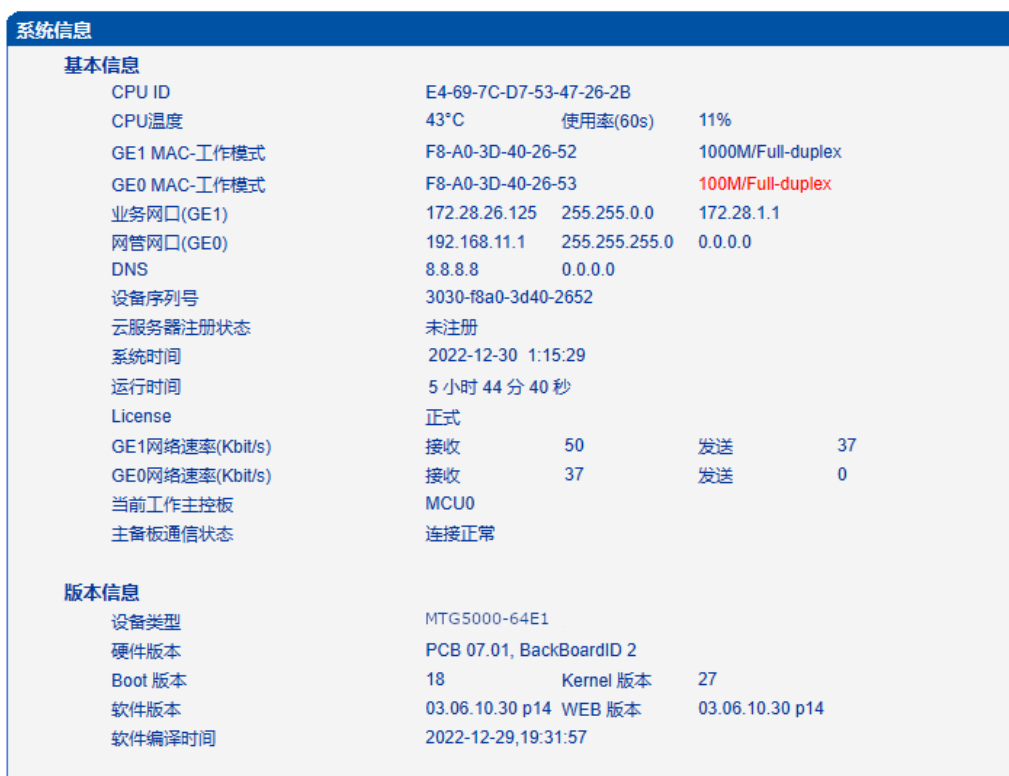 系统信息
基本信息
CPU ID E4-69-7C-D7-53-47-26-2B
CPU温度 43°C 使用率(60s) 11%
GE1 MAC-工作模式 F8-A0-3D-40-26-52 1000M/Full-duplex
GE0 MAC-工作模式 F8-A0-3D-40-26-53 100M/Full-duplex
业务网口(GE1) 172.28.26.125 255.255.0.0 172.28.1.1
网管网口(GE0) 192.168.11.1 255.255.255.0 0.0.0.0
DNS 8.8.8.8 0.0.0.0
设备序列号 3030-f8a0-3d40-2652
云服务器注册状态 未注册
系统时间 2022-12-30 1:15:29
运行时间 5 小时 44 分 40 秒
License 正式
GE1网络速率(Kbit/s) 接收 50 发送 37
GE0网络速率(Kbit/s) 接收 37 发送 0
当前工作主控板 MCU0
主备板通信状态 连接正常
版本信息
设备类型 MTG5000-64E1
硬件版本 PCB 07.01, BackBoardID 2
Boot 版本 18 Kernel 版本 27
软件版本 03.06.10.30 p14 WEB 版本 03.06.10.30 p14
软件编译时间 2022-12-29,19:31:57